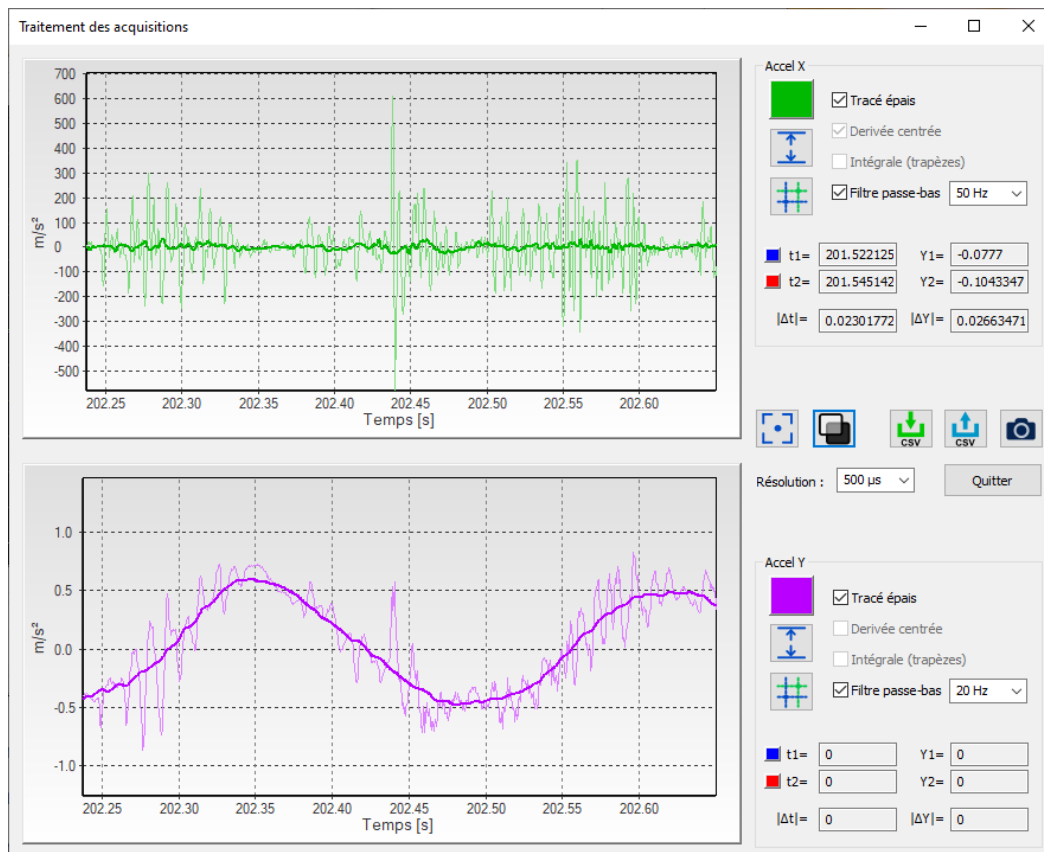 Traitement des acquisitions
700
600
500
400
300
200
100
0
-100
-200
-300
-400
-500
m/s²
202.25 202.30 202.35 202.40 202.45 202.50 202.55 202.60
Temps [s]
Accel X
Tracé épais
Derivée centrée
Intégrale (trapèzes)
Filtre passe-bas 50 Hz
t1= 201.522125 Y1= -0.0777
t2= 201.545142 Y2= -0.1043347
|Δt|= 0.02301772 |ΔY|= 0.02663471
CSV CSV
Résolution : 500 µs Quitter
1.0
0.5
0.0
-0.5
-1.0
m/s²
202.25 202.30 202.35 202.40 202.45 202.50 202.55 202.60
Temps [s]
Accel Y
Tracé épais
Derivée centrée
Intégrale (trapèzes)
Filtre passe-bas 20 Hz
t1= 0 Y1= 0
t2= 0 Y2= 0
|Δt|= 0 |ΔY|= 0